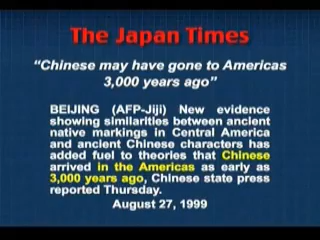 The Japan Times
“Chinese may have gone to Americas
3,000 years ago”
BEIJING (AFP-Jiji) New evidence
showing similarities between ancient
native markings in Central America
and ancient Chinese characters has
added fuel to theories that Chinese
arrived in the Americas as early as
3,000 years ago, Chinese state press
reported Thursday.
August 27, 1999